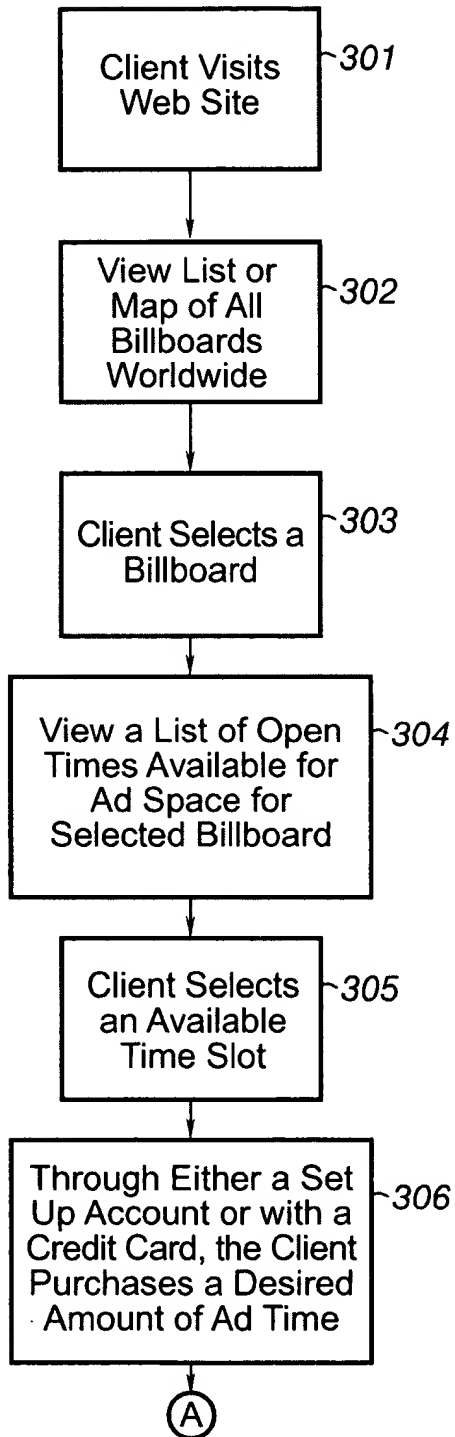 Client Visits
Web Site
301
View List or
Map of All
Billboards
Worldwide
302
Client Selects a
Billboard
303
View a List of Open
Times Available for
Ad Space for
Selected Billboard
304
Client Selects
an Available
Time Slot
305
Through Either a Set
Up Account or with a
Credit Card, the Client
Purchases a Desired
Amount of Ad Time
306
A